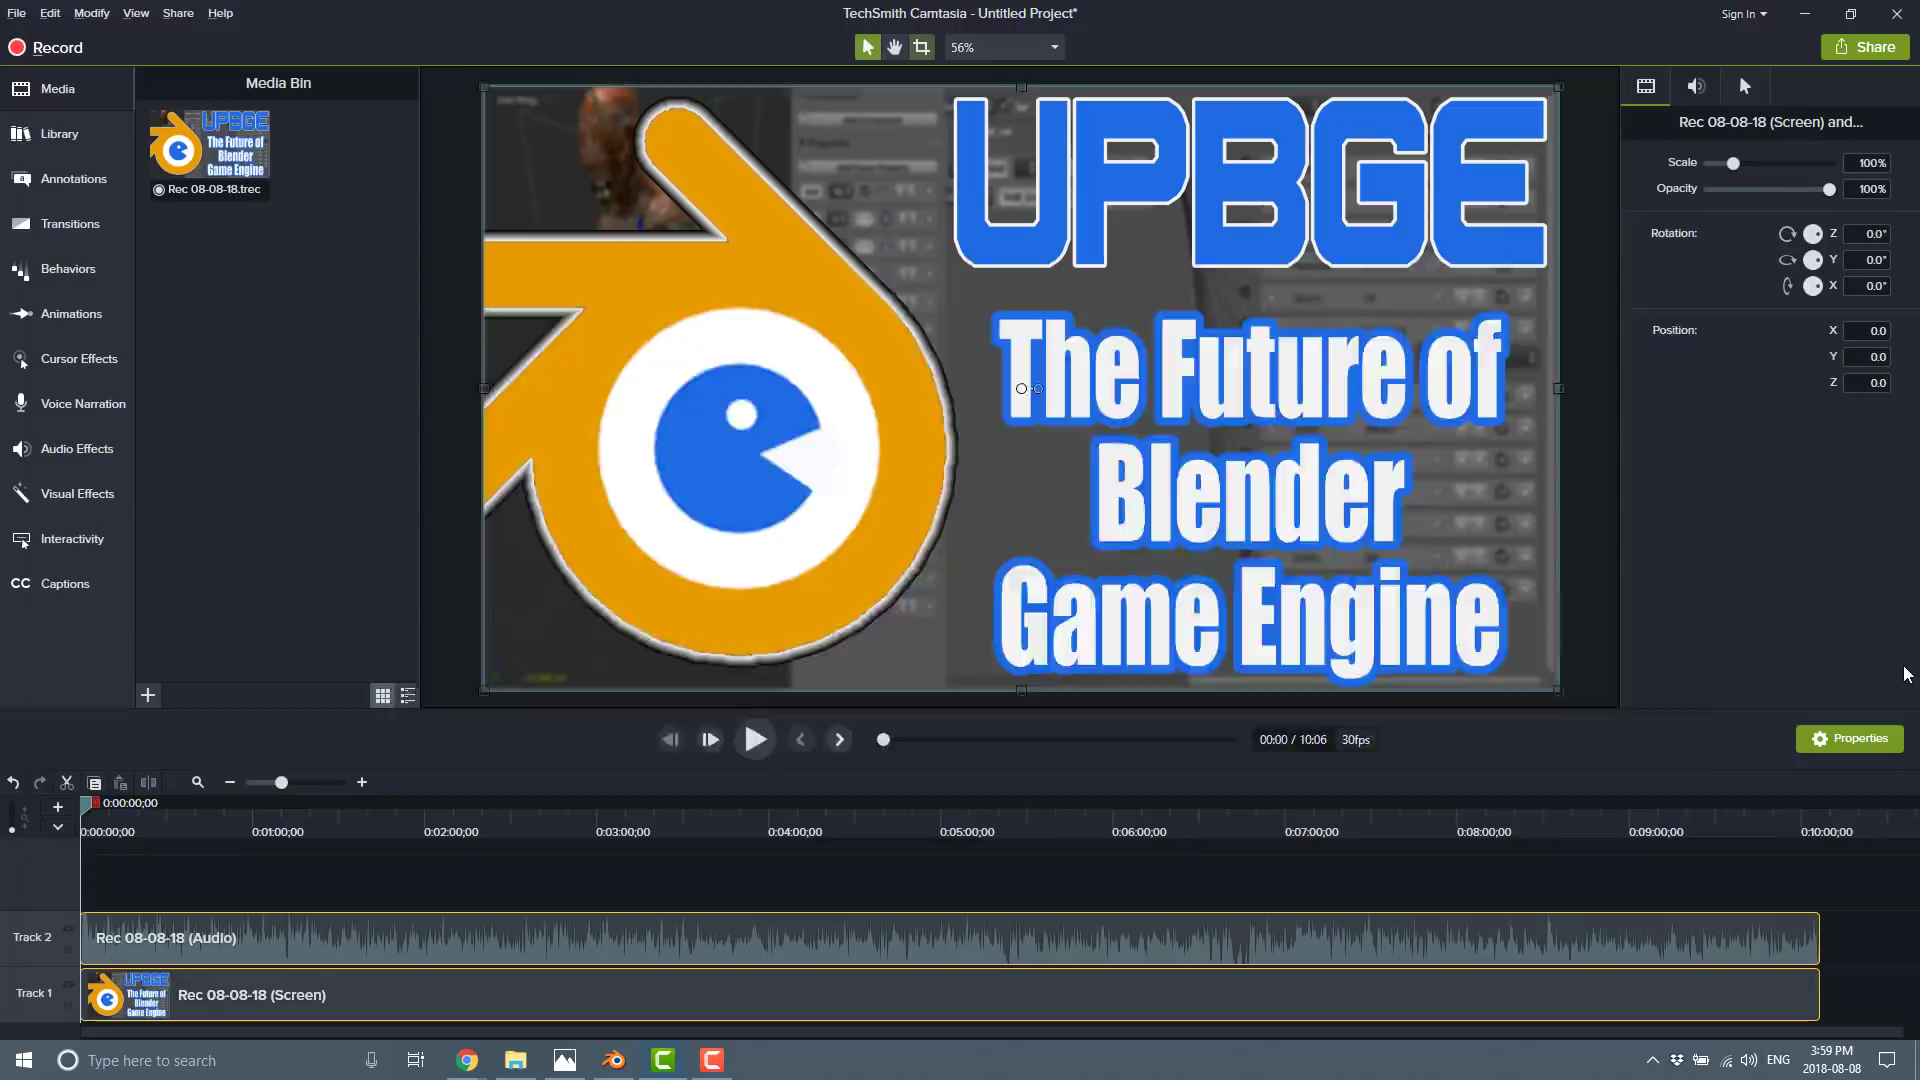 File Edit Modify View Share Help
TechSmith Camtasia - Untitled Project*
Sign In
Record
56%
Share
Media
Library
Annotations
Transitions
Behaviors
Animations
Cursor Effects
Voice Narration
Audio Effects
Visual Effects
Interactivity
CC Captions
Media Bin
UPBGE
The Future of
Blender
Game Engine
Rec 08-08-18.trec
UPBGE
The Future of
Blender
Game Engine
Rec 08-08-18 (Screen) and...
Scale 100%
Opacity 100%
Rotation: Z 0.0°
Y 0.0°
X 0.0°
Position: X 0.0
Y 0.0
Z 0.0
00:00 / 10:06 30fps
Properties
0:00:00;00
0:00:00;00 0:01:00;00 0:02:00;00 0:03:00;00 0:04:00;00 0:05:00;00 0:06:00;00 0:07:00;00 0:08:00;00 0:09:00;00 0:10:00;00
Track 2 Rec 08-08-18 (Audio)
UPBGE
The Future of
Blender
Game Engine
Track 1 Rec 08-08-18 (Screen)
Type here to search
ENG
3:59 PM
2018-08-08